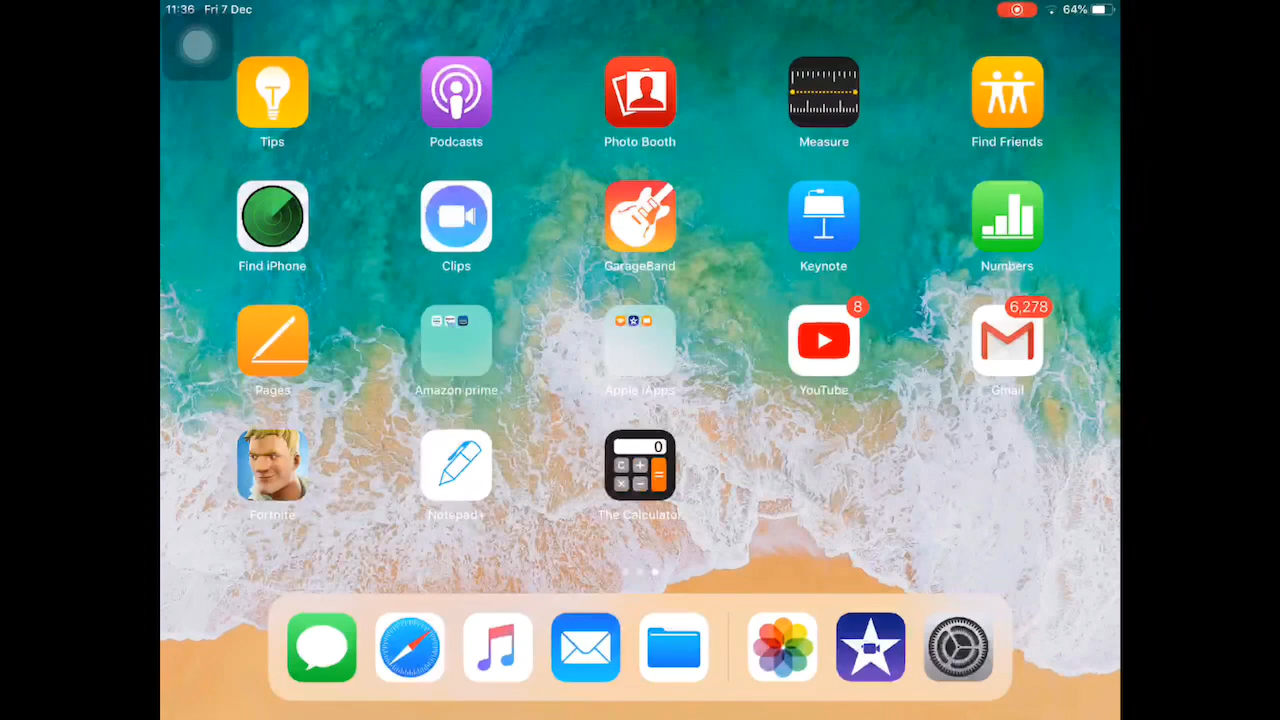 11:36 Fri 7 Dec 64%
Tips Podcasts Photo Booth Measure Find Friends
Find iPhone Clips GarageBand Keynote Numbers
8 6,278
Pages Amazon prime Apple iApps YouTube Gmail
0
C + = × −
Fortnite Notepad+ The Calculator